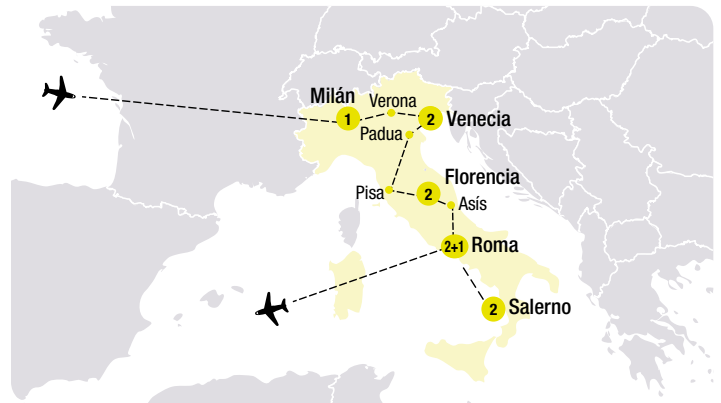 Milán
1
Verona
2
Venecia
Padua
Pisa
2
Florencia
Asís
2+1
Roma
2
Salerno